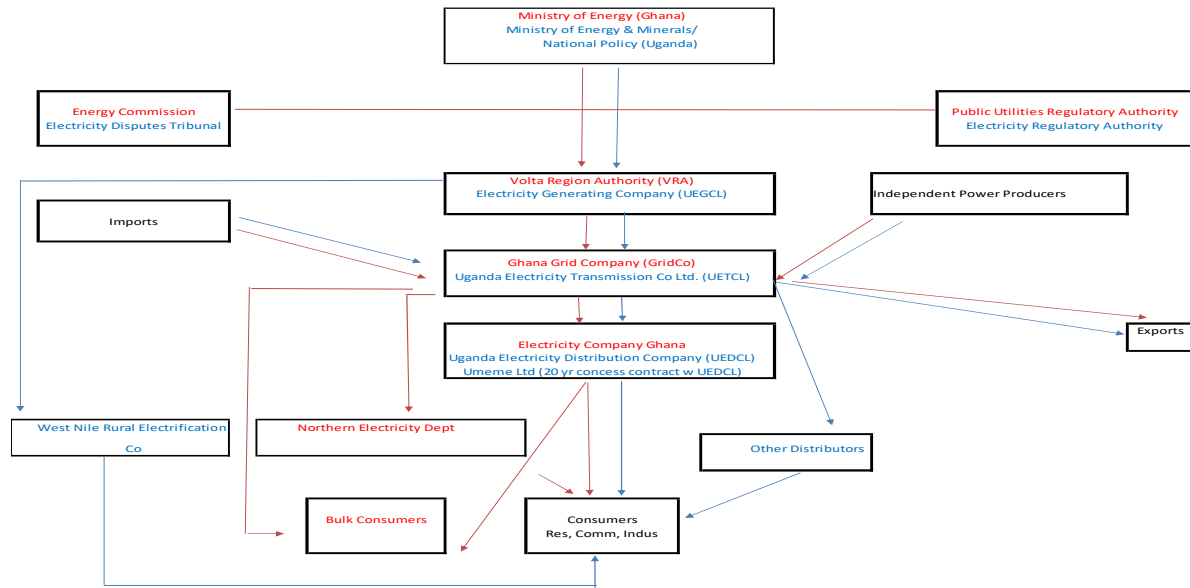 Ministry of Energy (Ghana)
Ministry of Energy & Minerals/
National Policy (Uganda)
Energy Commission
Electricity Disputes Tribunal
Public Utilities Regulatory Authority
Electricity Regulatory Authority
Volta Region Authority (VRA)
Electricity Generating Company (UEGCL)
Independent Power Producers
Imports
Ghana Grid Company (GridCo)
Uganda Electricity Transmission Co Ltd. (UETCL)
Exports
Electricity Company Ghana
Uganda Electricity Distribution Company (UEDCL)
Umeme Ltd (20 yr concess contract w UEDCL)
West Nile Rural Electrification
Co
Northern Electricity Dept
Other Distributors
Bulk Consumers
Consumers
Res, Comm, Indus